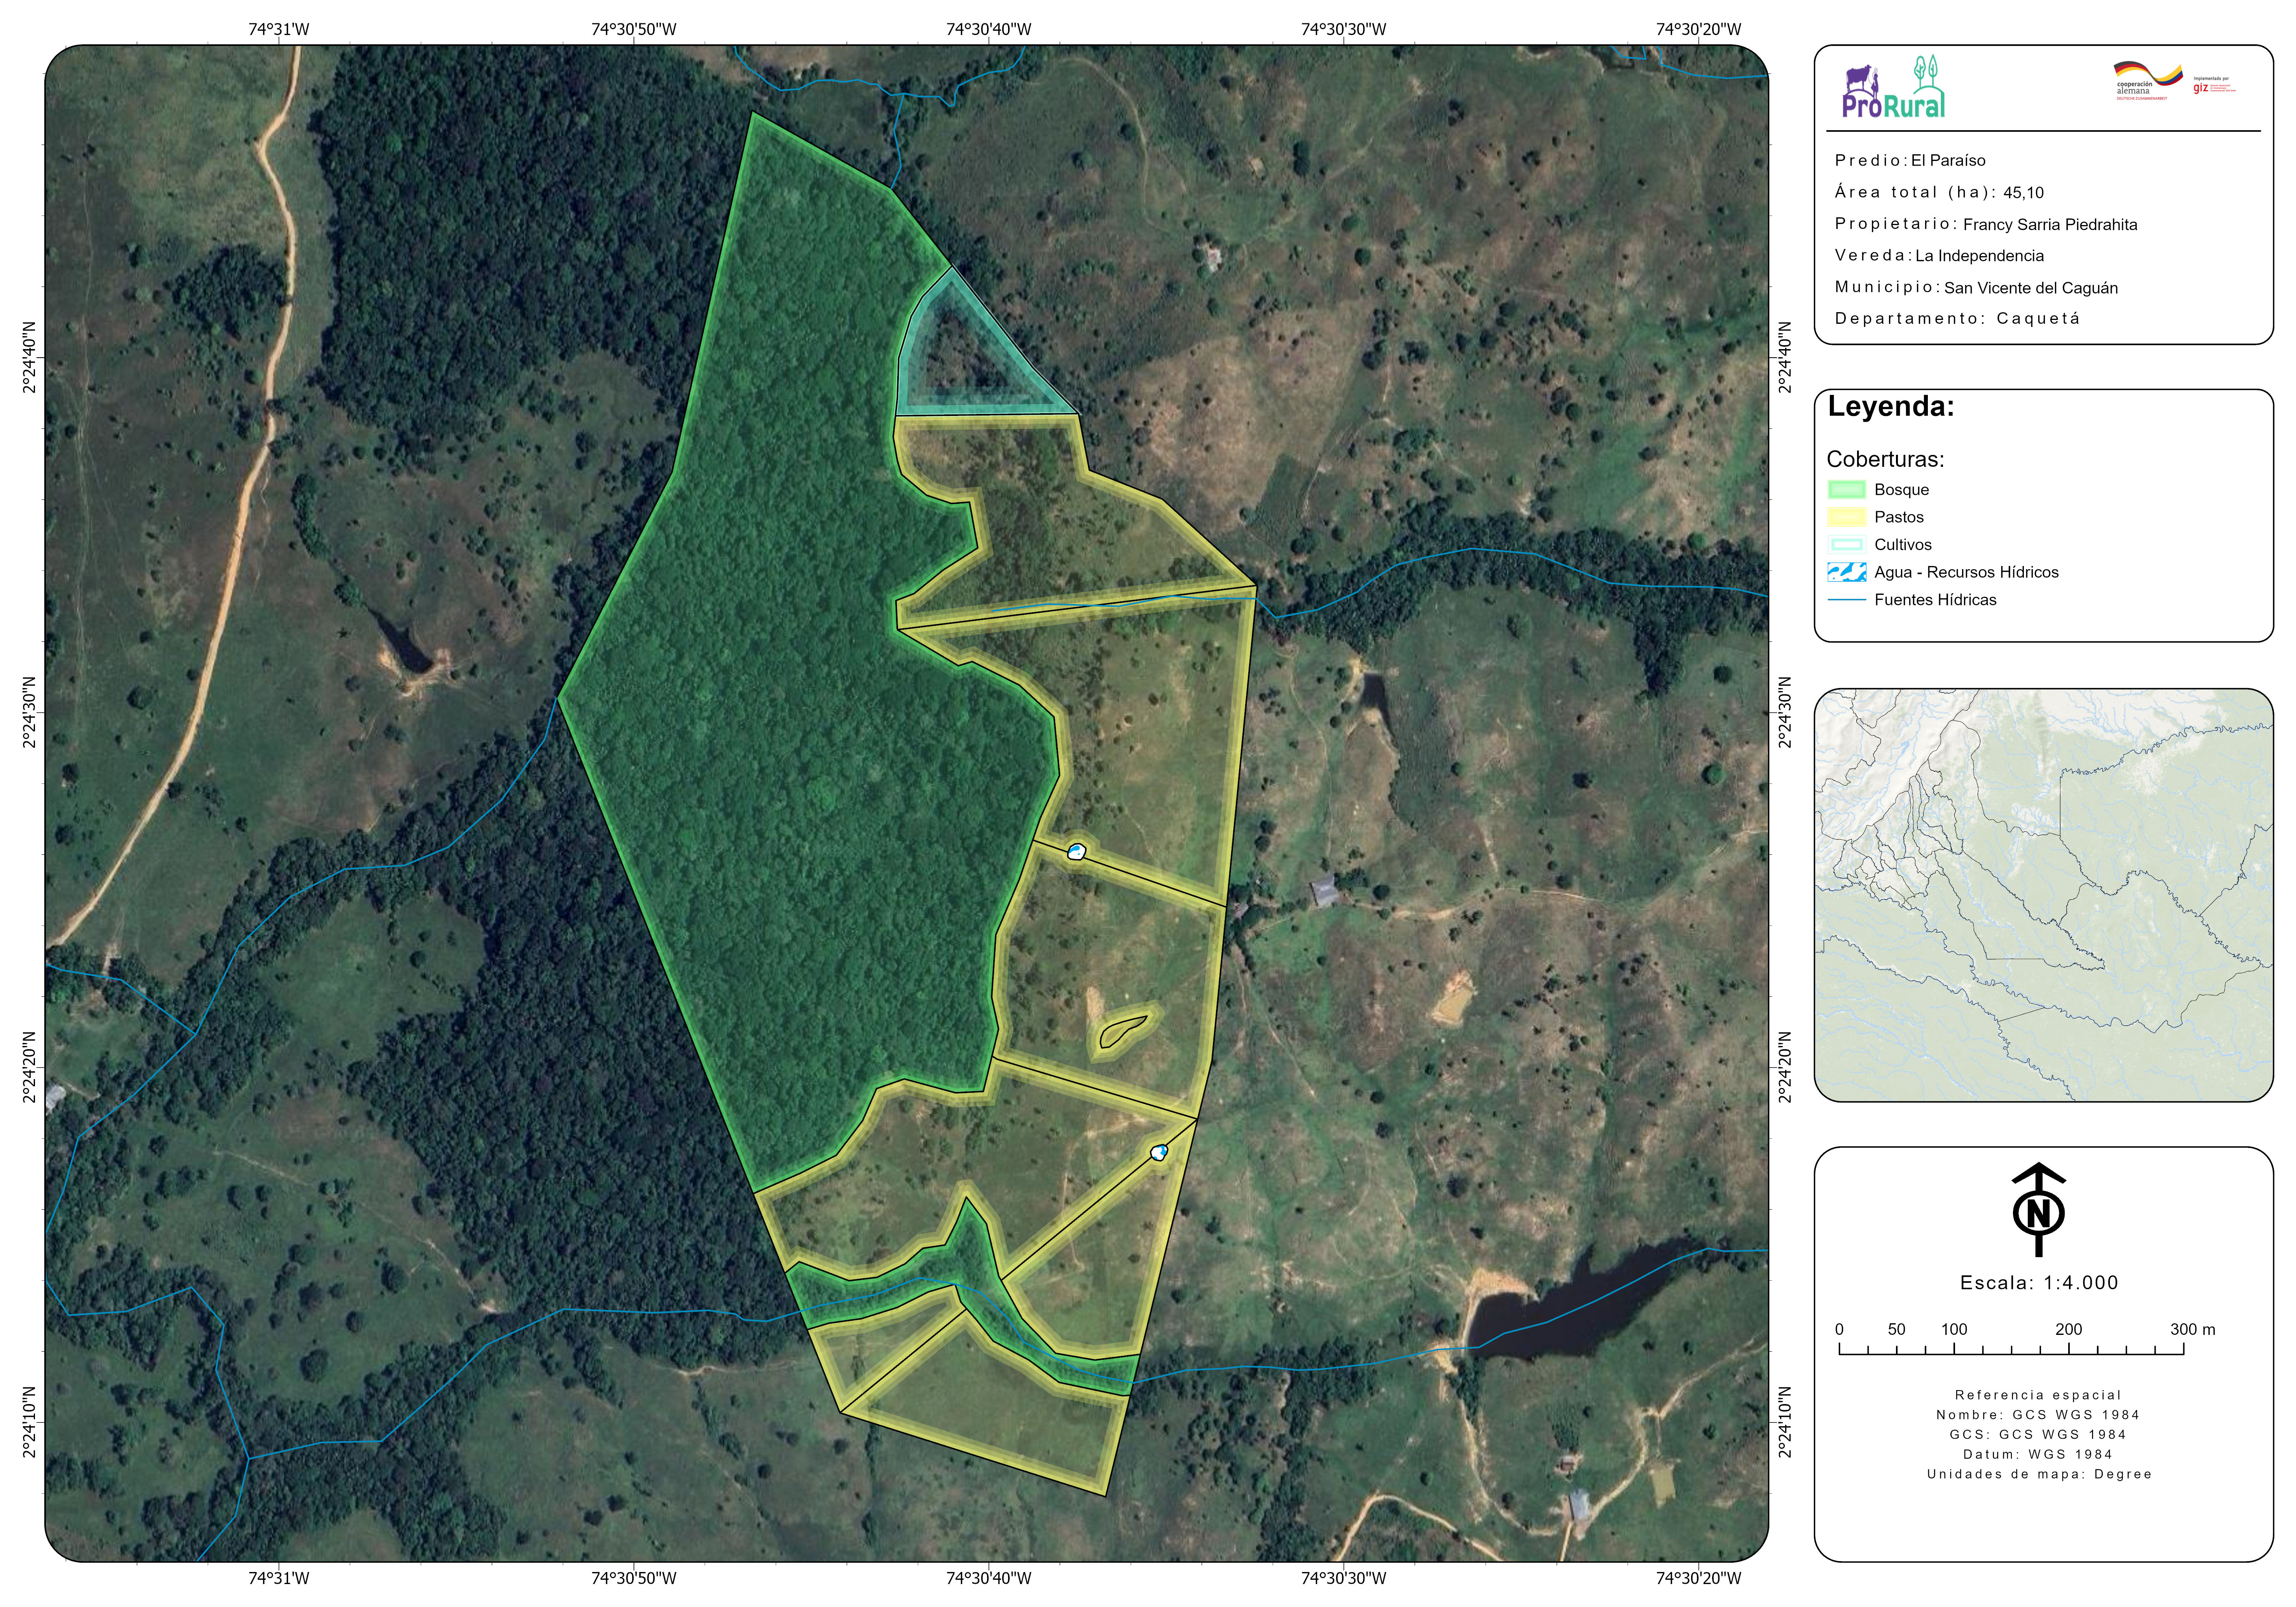 74°31'W 74°30'50"W 74°30'40"W 74°30'30"W 74°30'20"W
2°24'40"N
2°24'30"N
2°24'20"N
2°24'10"N
2°24'40"N
2°24'30"N
2°24'20"N
2°24'10"N
74°31'W 74°30'50"W 74°30'40"W 74°30'30"W 74°30'20"W
ProRural
cooperación
alemana
DEUTSCHE ZUSAMMENARBEIT
Implementada por
giz
Predio: El Paraíso
Área total (ha): 45,10
Propietario: Francy Sarria Piedrahita
Vereda: La Independencia
Municipio: San Vicente del Caguán
Departamento: Caquetá
Leyenda:
Coberturas:
Bosque
Pastos
Cultivos
Agua - Recursos Hídricos
Fuentes Hídricas
N
Escala: 1:4.000
0 50 100 200 300 m
Referencia espacial
Nombre: GCS WGS 1984
GCS: GCS WGS 1984
Datum: WGS 1984
Unidades de mapa: Degree